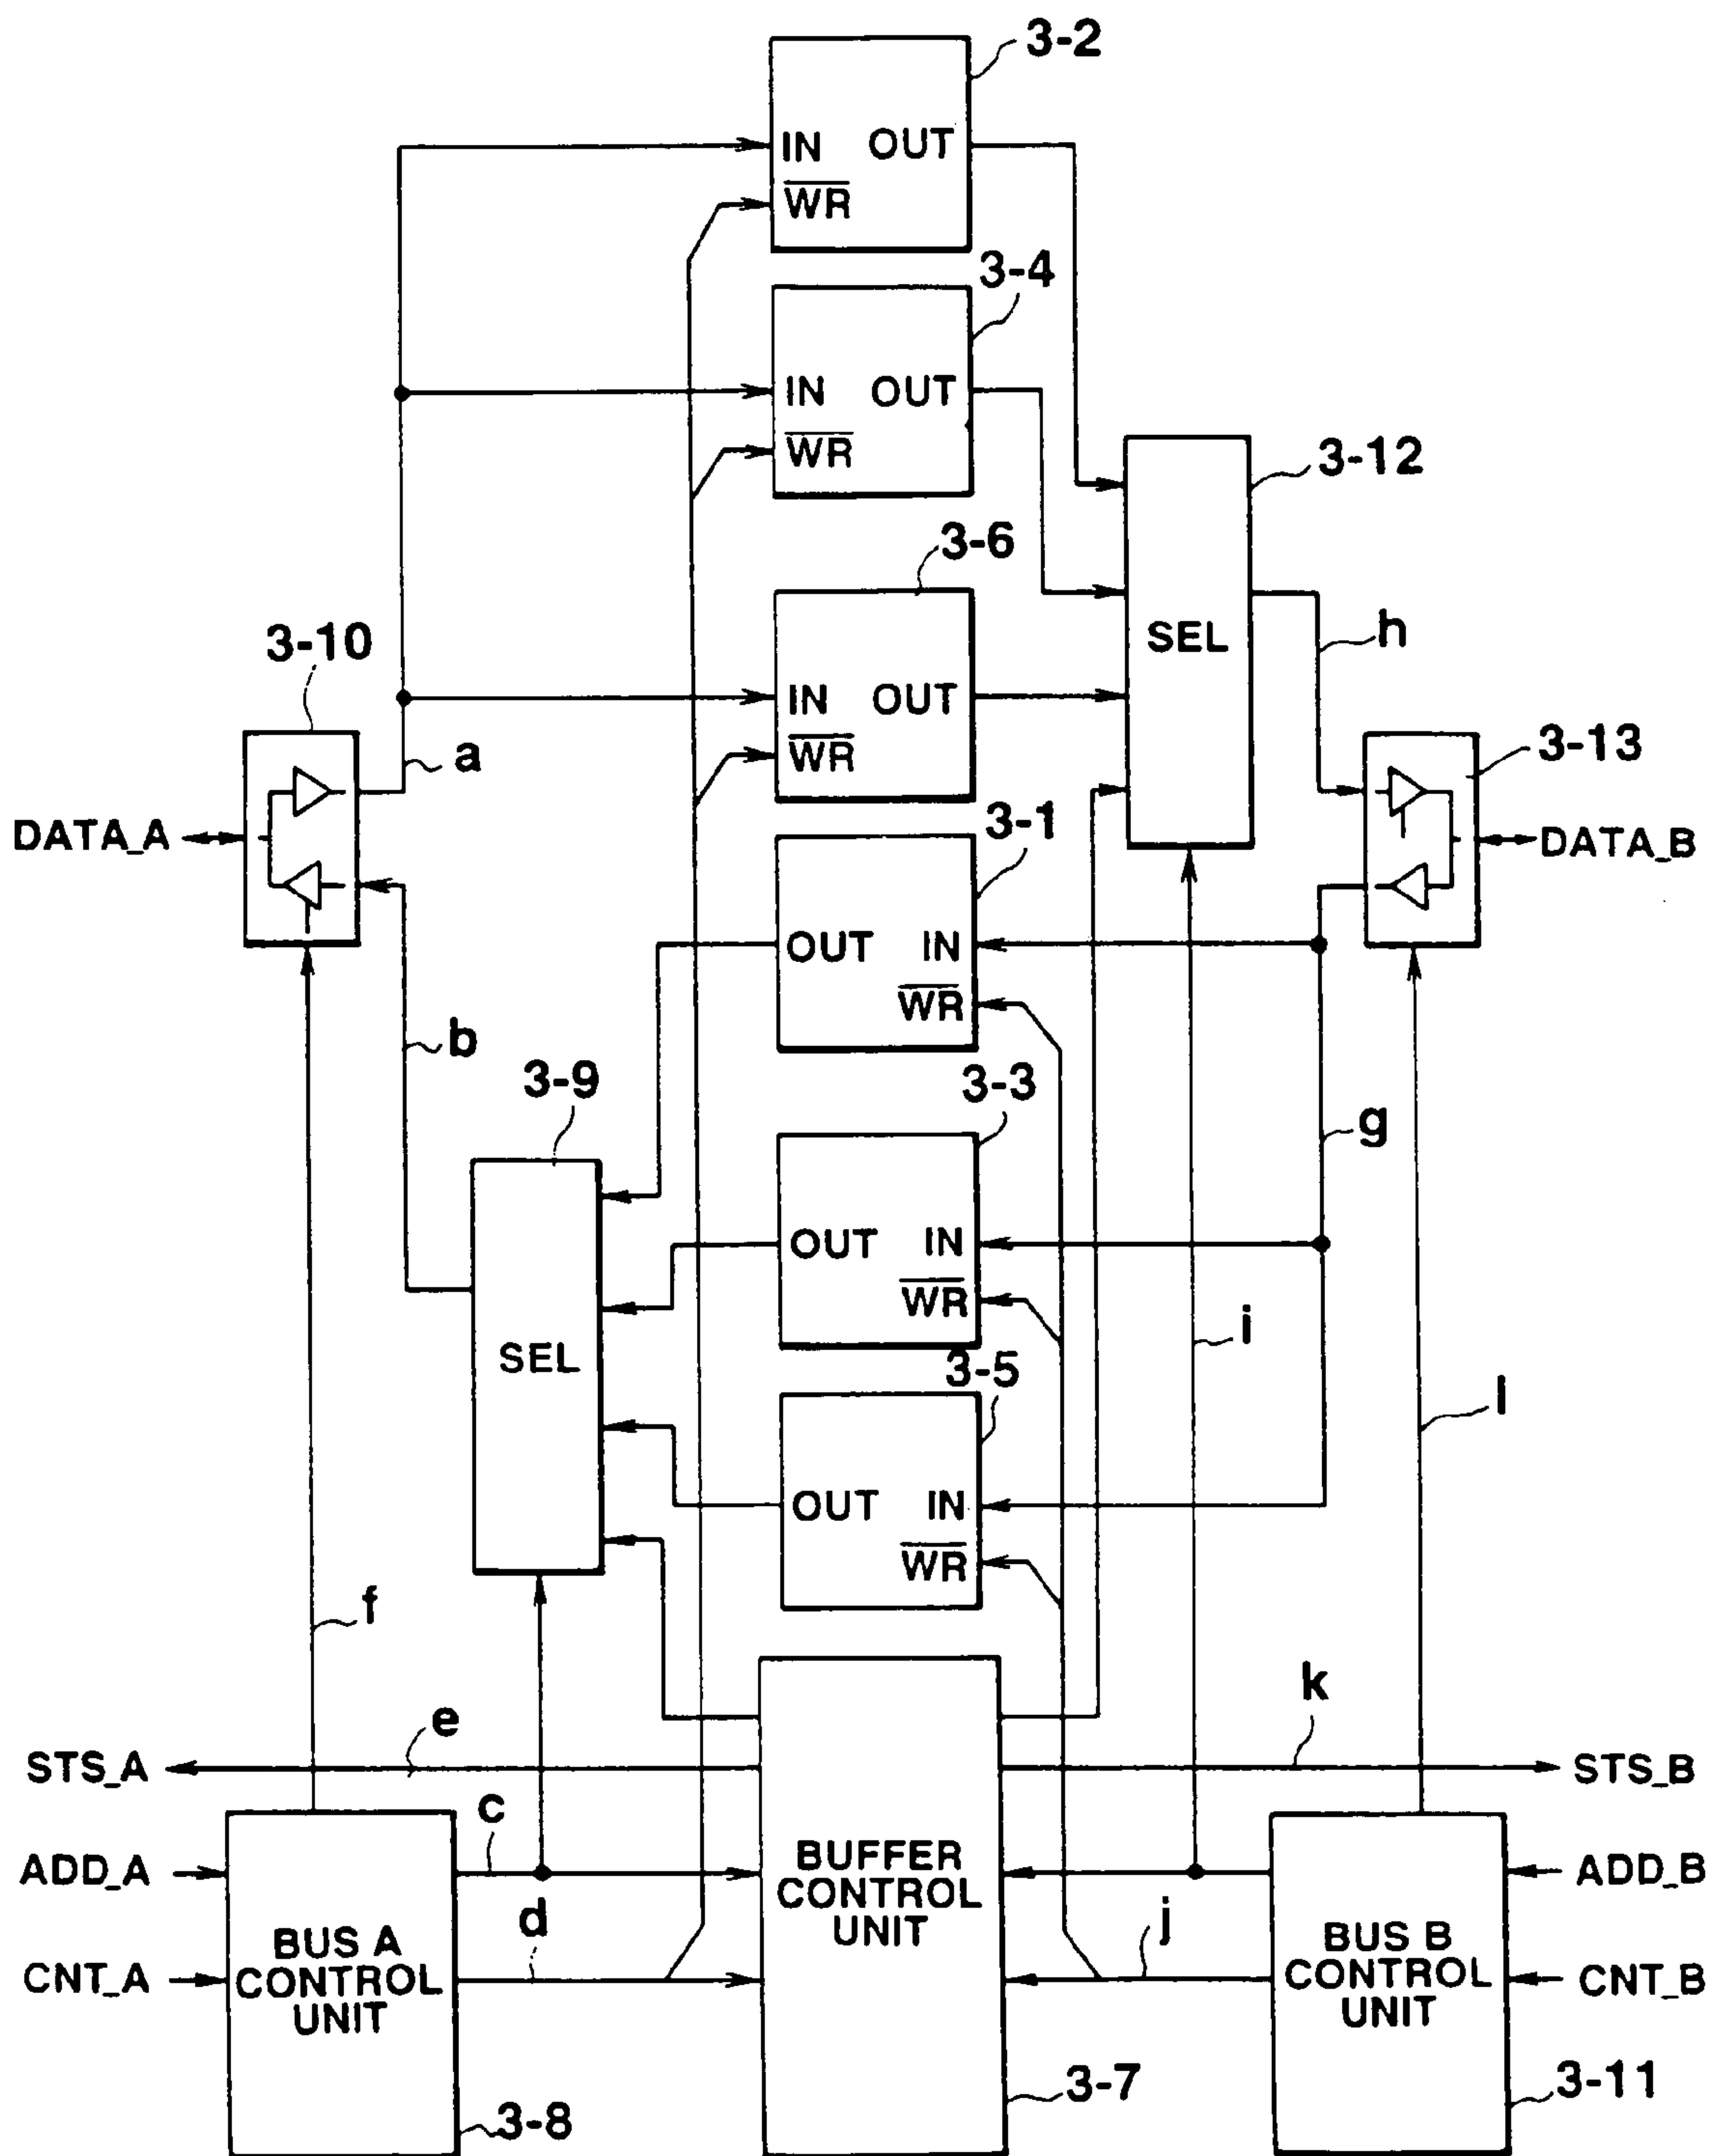 3-2
IN OUT
WR
3-4
IN OUT
WR
3-12
3-6
SEL
h
3-10
IN OUT
WR
a
3-13
DATA_A
DATA_B
3-1
OUT IN
WR
b
3-9
3-3
g
OUT IN
WR
SEL
i
3-5
l
OUT IN
WR
f
e
k
STS_A
STS_B
c
ADD_A
BUFFER
CONTROL
UNIT
ADD_B
d
j
BUS A
CONTROL
UNIT
BUS B
CONTROL
UNIT
CNT_A
CNT_B
3-8
3-7
3-11